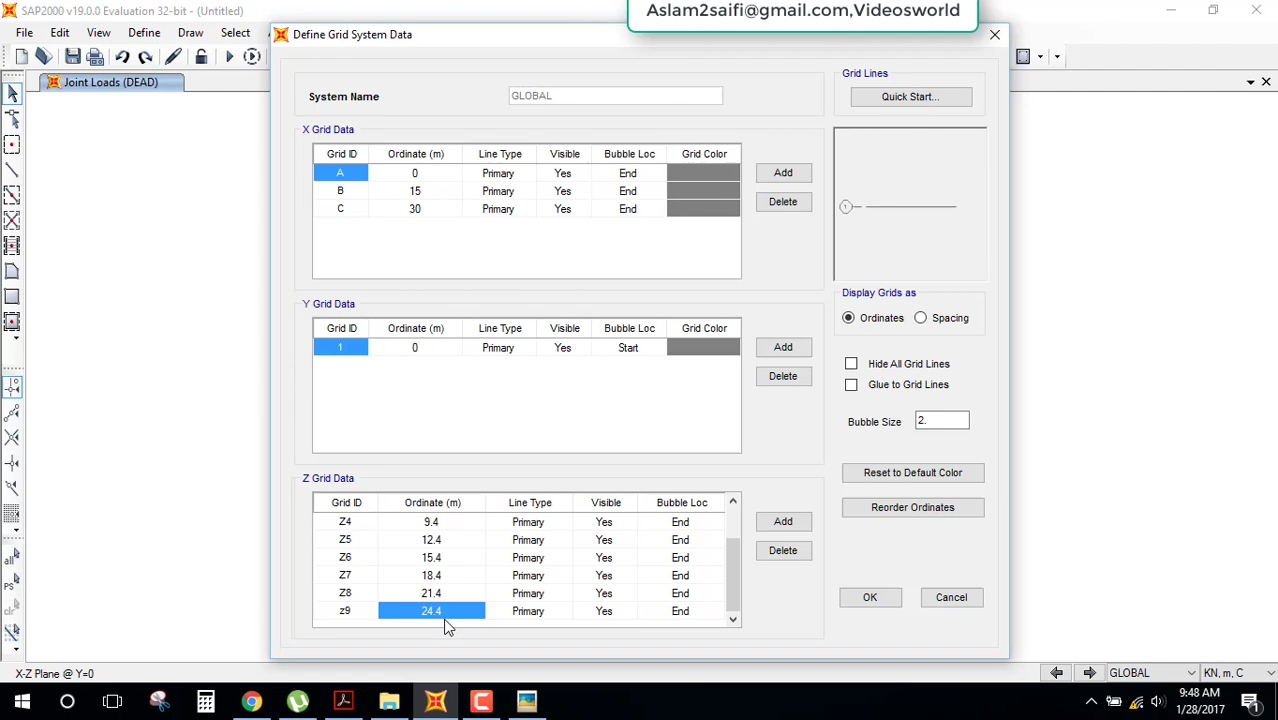 SAP2000 v19.0.0 Evaluation 32-bit - (Untitled)
Aslam2saifi@gmail.com,Videosworld
File Edit View Define Draw Select
Define Grid System Data
Joint Loads (DEAD)
System Name GLOBAL
Grid Lines
Quick Start...
X Grid Data
Grid ID Ordinate (m) Line Type Visible Bubble Loc Grid Color
A 0 Primary Yes End
B 15 Primary Yes End
C 30 Primary Yes End
Add
Delete
1
Y Grid Data
Grid ID Ordinate (m) Line Type Visible Bubble Loc Grid Color
1 0 Primary Yes Start
Add
Delete
Display Grids as
Ordinates Spacing
Hide All Grid Lines
Glue to Grid Lines
Bubble Size 2.
Reset to Default Color
Reorder Ordinates
Z Grid Data
Grid ID Ordinate (m) Line Type Visible Bubble Loc
Z4 9.4 Primary Yes End
Z5 12.4 Primary Yes End
Z6 15.4 Primary Yes End
Z7 18.4 Primary Yes End
Z8 21.4 Primary Yes End
z9 24.4 Primary Yes End
Add
Delete
OK Cancel
all
PS
clr
X-Z Plane @ Y=0
GLOBAL
KN, m, C
9:48 AM
1/28/2017
1